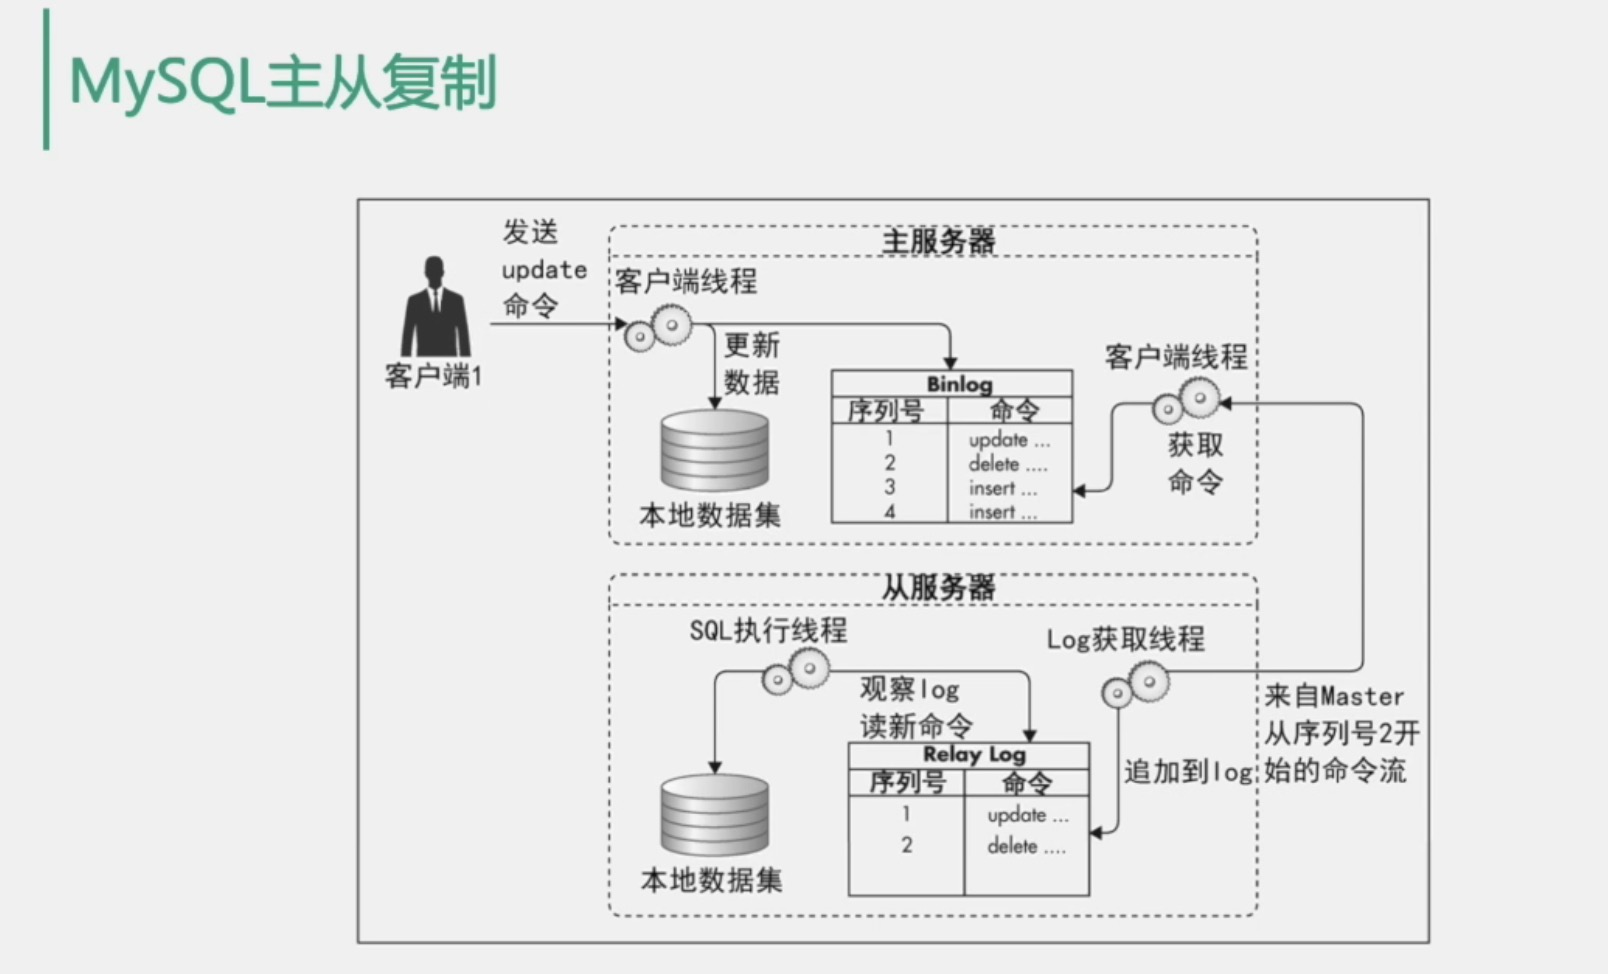 MySQL主从复制
发送
update
命令
客户端1
主服务器
客户端线程
更新
数据
本地数据集
Binlog
序列号 命令
1 update ...
2 delete ....
3 insert ...
4 insert ...
客户端线程
获取
命令
从服务器
SQL执行线程
观察log
读新命令
本地数据集
Relay Log
序列号 命令
1 update ...
2 delete ....
Log获取线程
追加到log
来自Master
从序列号2开
始的命令流